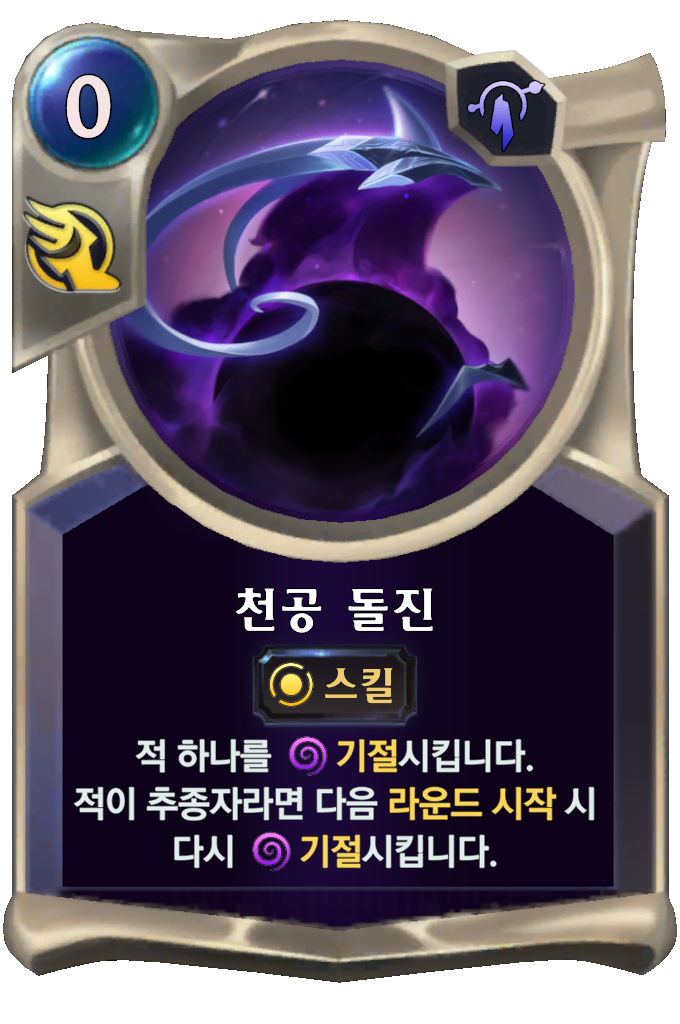 0
천공 돌진
스킬
적 하나를 기절시킵니다.
적이 추종자라면 다음 라운드 시작 시
다시 기절시킵니다.